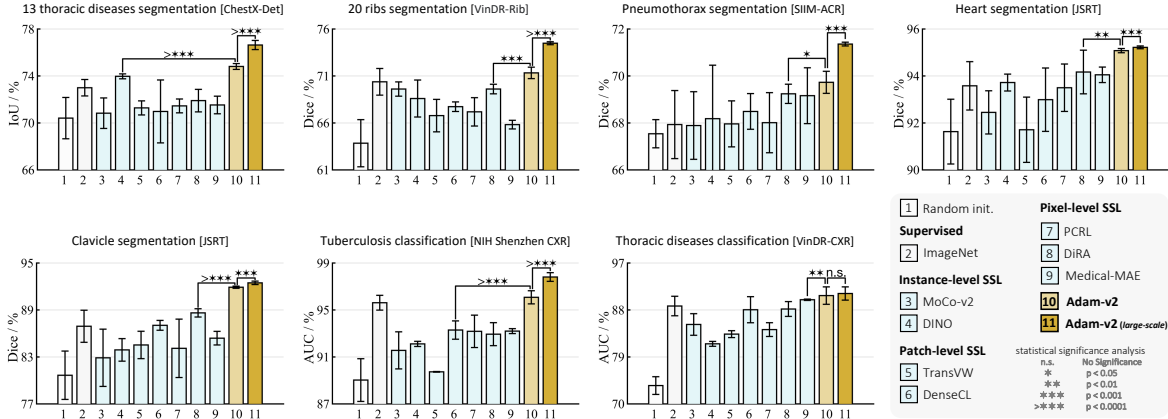 13 thoracic diseases segmentation [ChestX-Det]
IoU / %
78
74
70
66
>***
>***
1 2 3 4 5 6 7 8 9 10 11
20 ribs segmentation [VinDR-Rib]
Dice / %
76
71
66
61
***
>***
1 2 3 4 5 6 7 8 9 10 11
Pneumothorax segmentation [SIIM-ACR]
Dice / %
72
70
68
66
*
***
1 2 3 4 5 6 7 8 9 10 11
Heart segmentation [JSRT]
Dice / %
96
94
92
90
**
***
1 2 3 4 5 6 7 8 9 10 11
Clavicle segmentation [JSRT]
Dice / %
95
89
83
77
>***
***
1 2 3 4 5 6 7 8 9 10 11
Tuberculosis classification [NIH Shenzhen CXR]
AUC / %
99
95
91
87
>***
>***
1 2 3 4 5 6 7 8 9 10 11
Thoracic diseases classification [VinDR-CXR]
AUC / %
97
88
79
70
**
n.s.
1 2 3 4 5 6 7 8 9 10 11
1 Random init.
Supervised
2 ImageNet
Instance-level SSL
3 MoCo-v2
4 DINO
Patch-level SSL
5 TransVW
6 DenseCL
Pixel-level SSL
7 PCRL
8 DiRA
9 Medical-MAE
10 Adam-v2
11 Adam-v2 (large-scale)
statistical significance analysis
n.s. No Significance
* p < 0.05
** p < 0.01
*** p < 0.001
>*** p < 0.0001